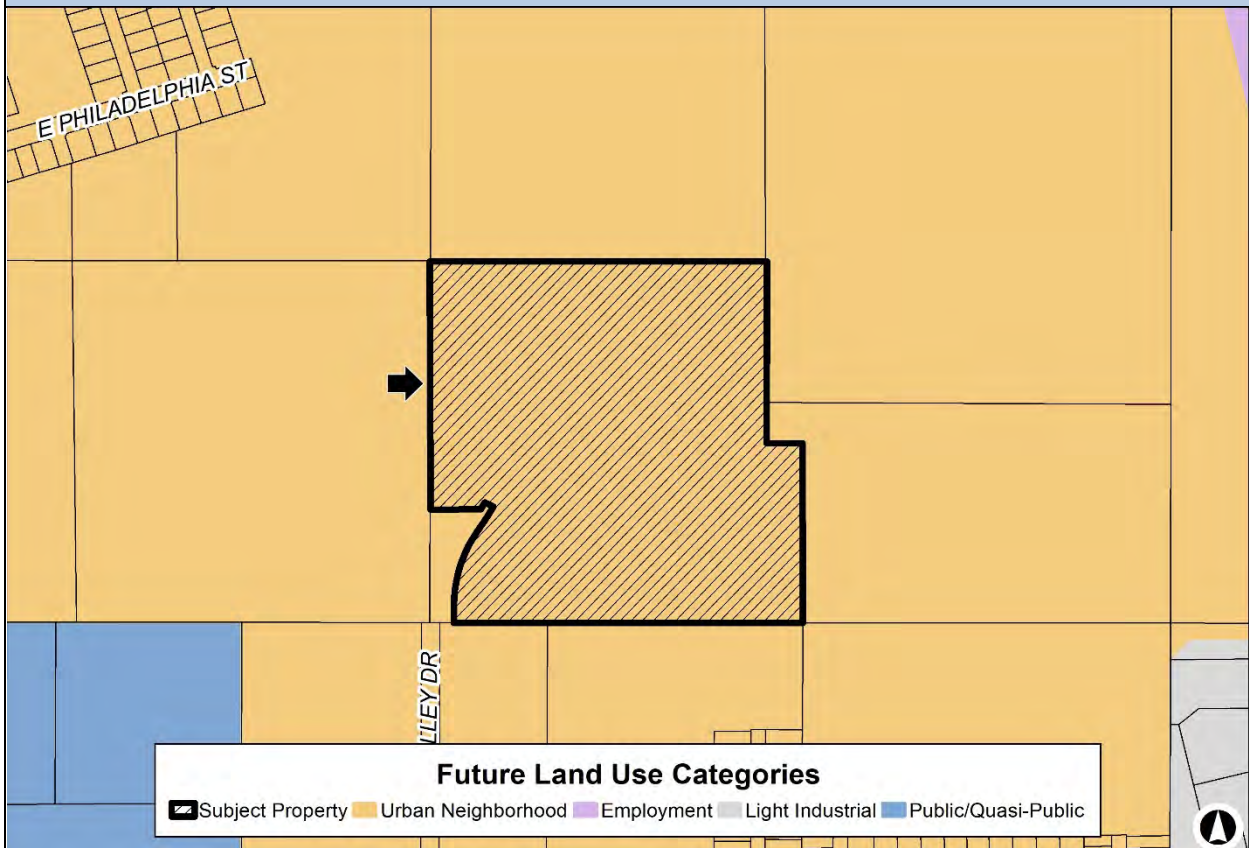 E PHILADELPHIA ST
LLEY DR
Future Land Use Categories
Subject Property Urban Neighborhood Employment Light Industrial Public/Quasi-Public